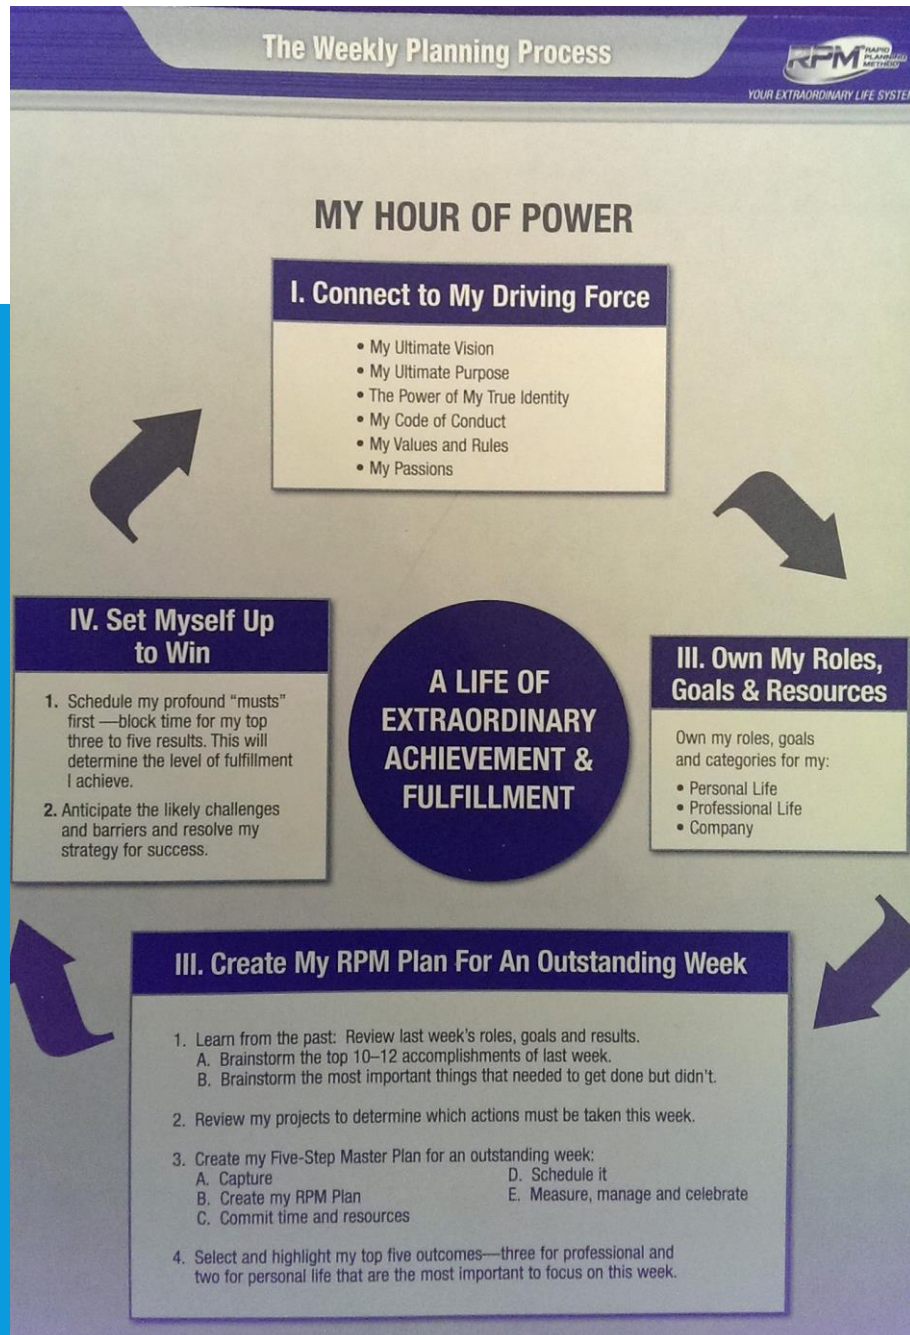 The Weekly Planning Process
RPM RAPID
PLANNING
METHOD
YOUR EXTRAORDINARY LIFE SYSTEM
MY HOUR OF POWER
I. Connect to My Driving Force
• My Ultimate Vision
• My Ultimate Purpose
• The Power of My True Identity
• My Code of Conduct
• My Values and Rules
• My Passions
III. Own My Roles,
Goals & Resources
Own my roles, goals
and categories for my:
• Personal Life
• Professional Life
• Company
III. Create My RPM Plan For An Outstanding Week
1. Learn from the past: Review last week's roles, goals and results.
A. Brainstorm the top 10–12 accomplishments of last week.
B. Brainstorm the most important things that needed to get done but didn't.
2. Review my projects to determine which actions must be taken this week.
3. Create my Five-Step Master Plan for an outstanding week:
A. Capture
B. Create my RPM Plan
C. Commit time and resources
D. Schedule it
E. Measure, manage and celebrate
4. Select and highlight my top five outcomes—three for professional and
two for personal life that are the most important to focus on this week.
IV. Set Myself Up
to Win
1. Schedule my profound “musts”
first —block time for my top
three to five results. This will
determine the level of fulfillment
I achieve.
2. Anticipate the likely challenges
and barriers and resolve my
strategy for success.
A LIFE OF
EXTRAORDINARY
ACHIEVEMENT &
FULFILLMENT